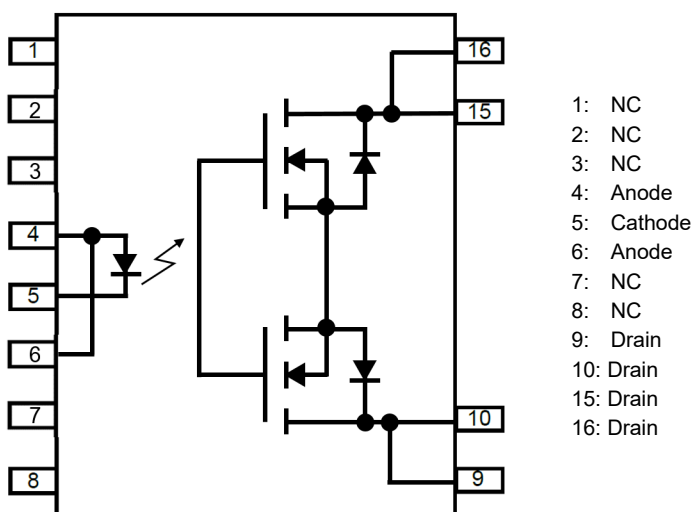 1
2
3
4
5
6
7
8
16
15
10
9
1: NC
2: NC
3: NC
4: Anode
5: Cathode
6: Anode
7: NC
8: NC
9: Drain
10: Drain
15: Drain
16: Drain